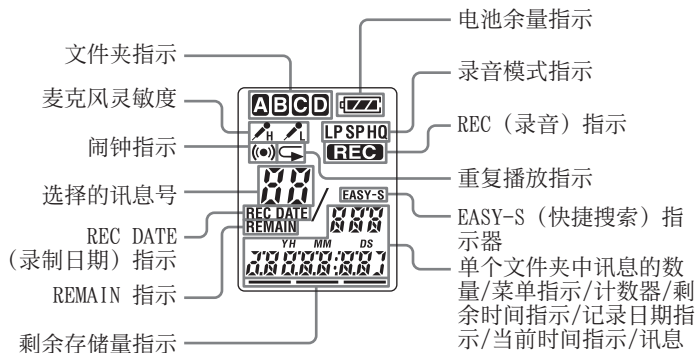 电池余量指示
文件夹指示
录音模式指示
麦克风灵敏度
ABCD
H L
LP SP HQ
REC（录音）指示
闹钟指示
REC
重复播放指示
选择的讯息号
EASY-S
EASY-S（快捷搜索）指
示器
REC DATE
REMAIN
REC DATE
（录制日期）指示
YH MM DS
单个文件夹中讯息的数
量/菜单指示/计数器/剩
余时间指示/记录日期指
示/当前时间指示/讯息
REMAIN 指示
剩余存储量指示